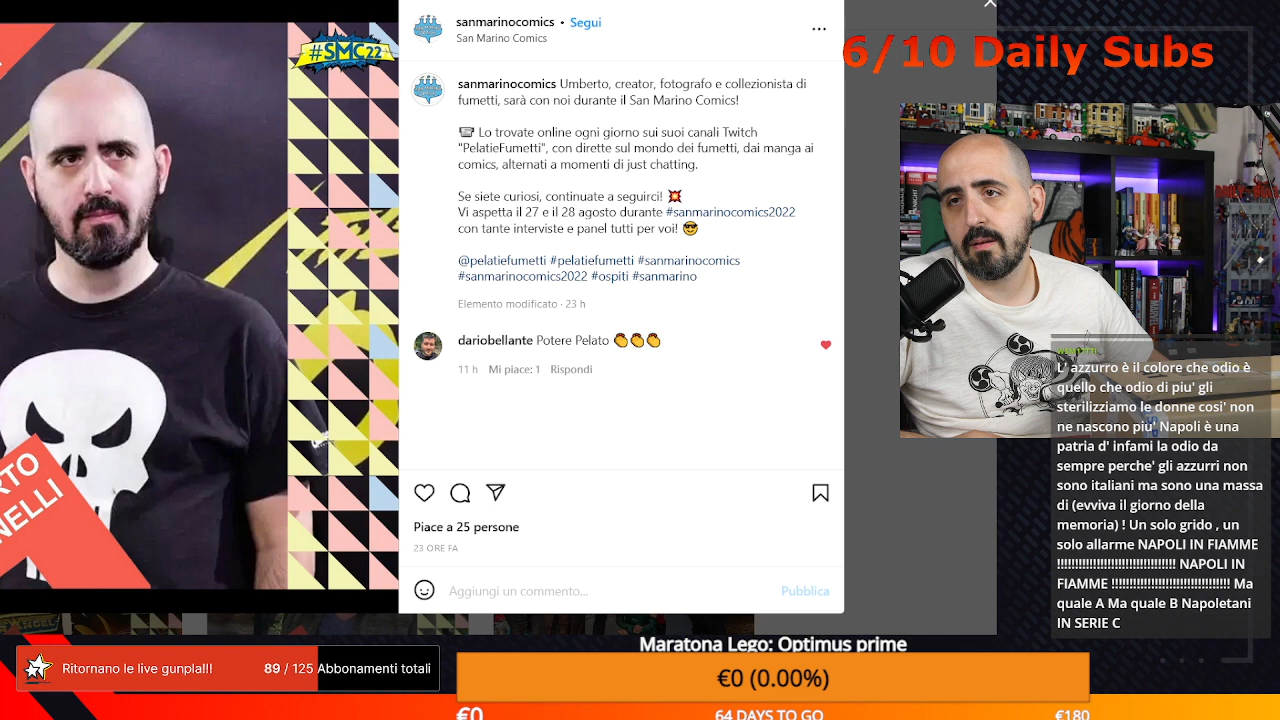 #SMC22
RTO
NELLI
sanmarinocomics • Segui
San Marino Comics
sanmarinocomics Umberto, creator, fotografo e collezionista di
fumetti, sarà con noi durante il San Marino Comics!
Lo trovate online ogni giorno sui suoi canali Twitch
"PelatieFumetti", con dirette sul mondo dei fumetti, dai manga ai
comics, alternati a momenti di just chatting.
Se siete curiosi, continuate a seguirci! 💥
Vi aspetta il 27 e il 28 agosto durante #sanmarinocomics2022
con tante interviste e panel tutti per voi! 😎
@pelatiefumetti #pelatiefumetti #sanmarinocomics
#sanmarinocomics2022 #ospiti #sanmarino
Elemento modificato · 23 h
dariobellante Potere Pelato 👏👏👏
11 h Mi piace: 1 Rispondi
Piace a 25 persone
23 ORE FA
Aggiungi un commento... Pubblica
6/10 Daily Subs
L' azzurro è il colore che odio è
quello che odio di piu' gli
sterilizziamo le donne cosi' non
ne nascono piu' Napoli è una
patria d' infami la odio da
sempre perche' gli azzurri non
sono italiani ma sono una massa
di (evviva il giorno della
memoria) ! Un solo grido , un
solo allarme NAPOLI IN FIAMME
!!!!!!!!!!!!!!!!!!!!!!!!!!!!!!!!! NAPOLI IN
FIAMME !!!!!!!!!!!!!!!!!!!!!!!!!!!!!!!!! Ma
quale A Ma quale B Napoletani
IN SERIE C
Ritornano le live gunpla!!! 89 / 125 Abbonamenti totali
Maratona Lego: Optimus prime
€0 (0.00%)
€0 64 DAYS TO GO €180